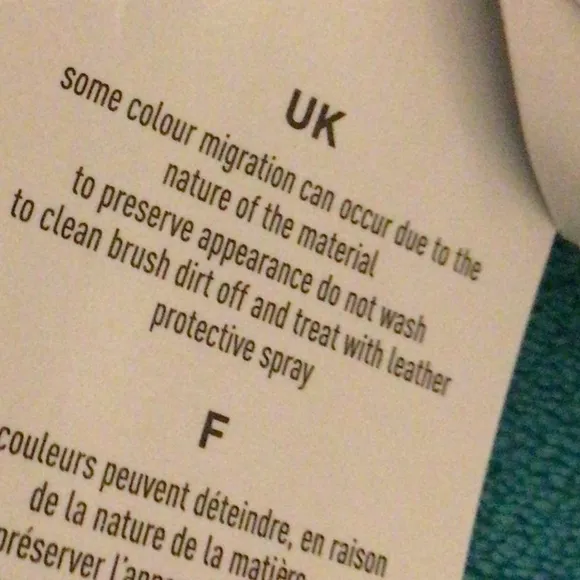 UK
some colour migration can occur due to the
nature of the material
to preserve appearance do not wash
to clean brush dirt off and treat with leather
protective spray
F
couleurs peuvent déteindre, en raison
de la nature de la matière
préserver